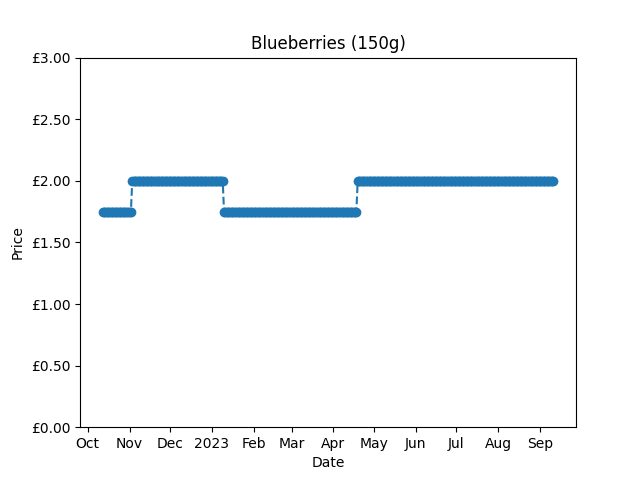 Blueberries (150g)
£3.00
£2.50
£2.00
£1.50
£1.00
£0.50
£0.00
Price
Oct Nov Dec 2023 Feb Mar Apr May Jun Jul Aug Sep
Date